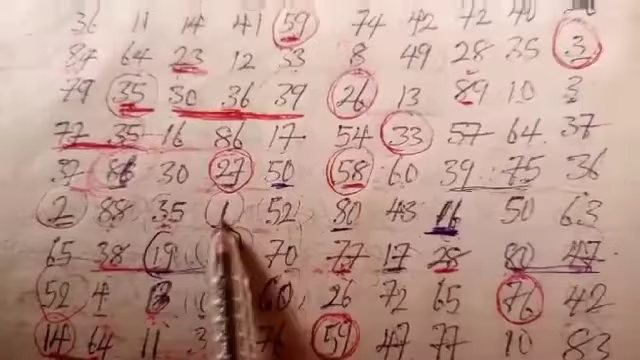 36 11 14 41 59 74 42 72 40
84 64 23 12 33 8 49 28 35 3
79 35 30 36 39 26 13 89 10 3
77 35 16 86 17 54 33 57 64 37
37 86 30 27 50 58 60 39 75 36
2 88 35 1 52 80 43 16 50 63
65 38 19 70 77 17 28 80 47
52 4 13 60 26 72 65 76 42
14 64 11 3 76 59 47 77 10 83